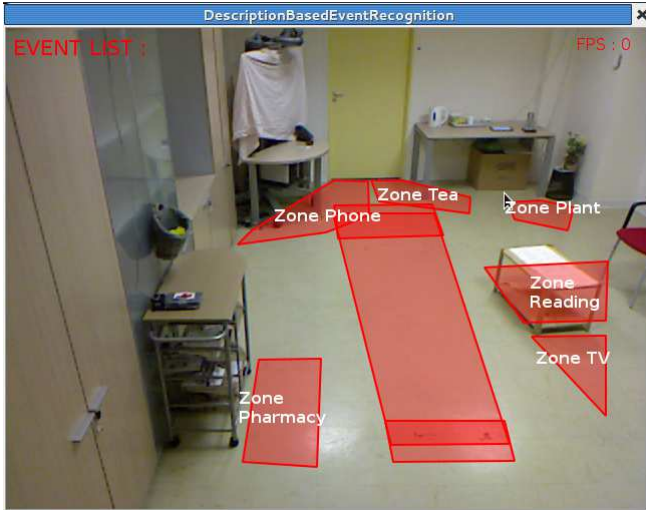 DescriptionBasedEventRecognition
EVENT LIST :
FPS : 0
Zone Tea
Zone Phone
Zone Plant
Zone
Reading
Zone TV
Zone
Pharmacy